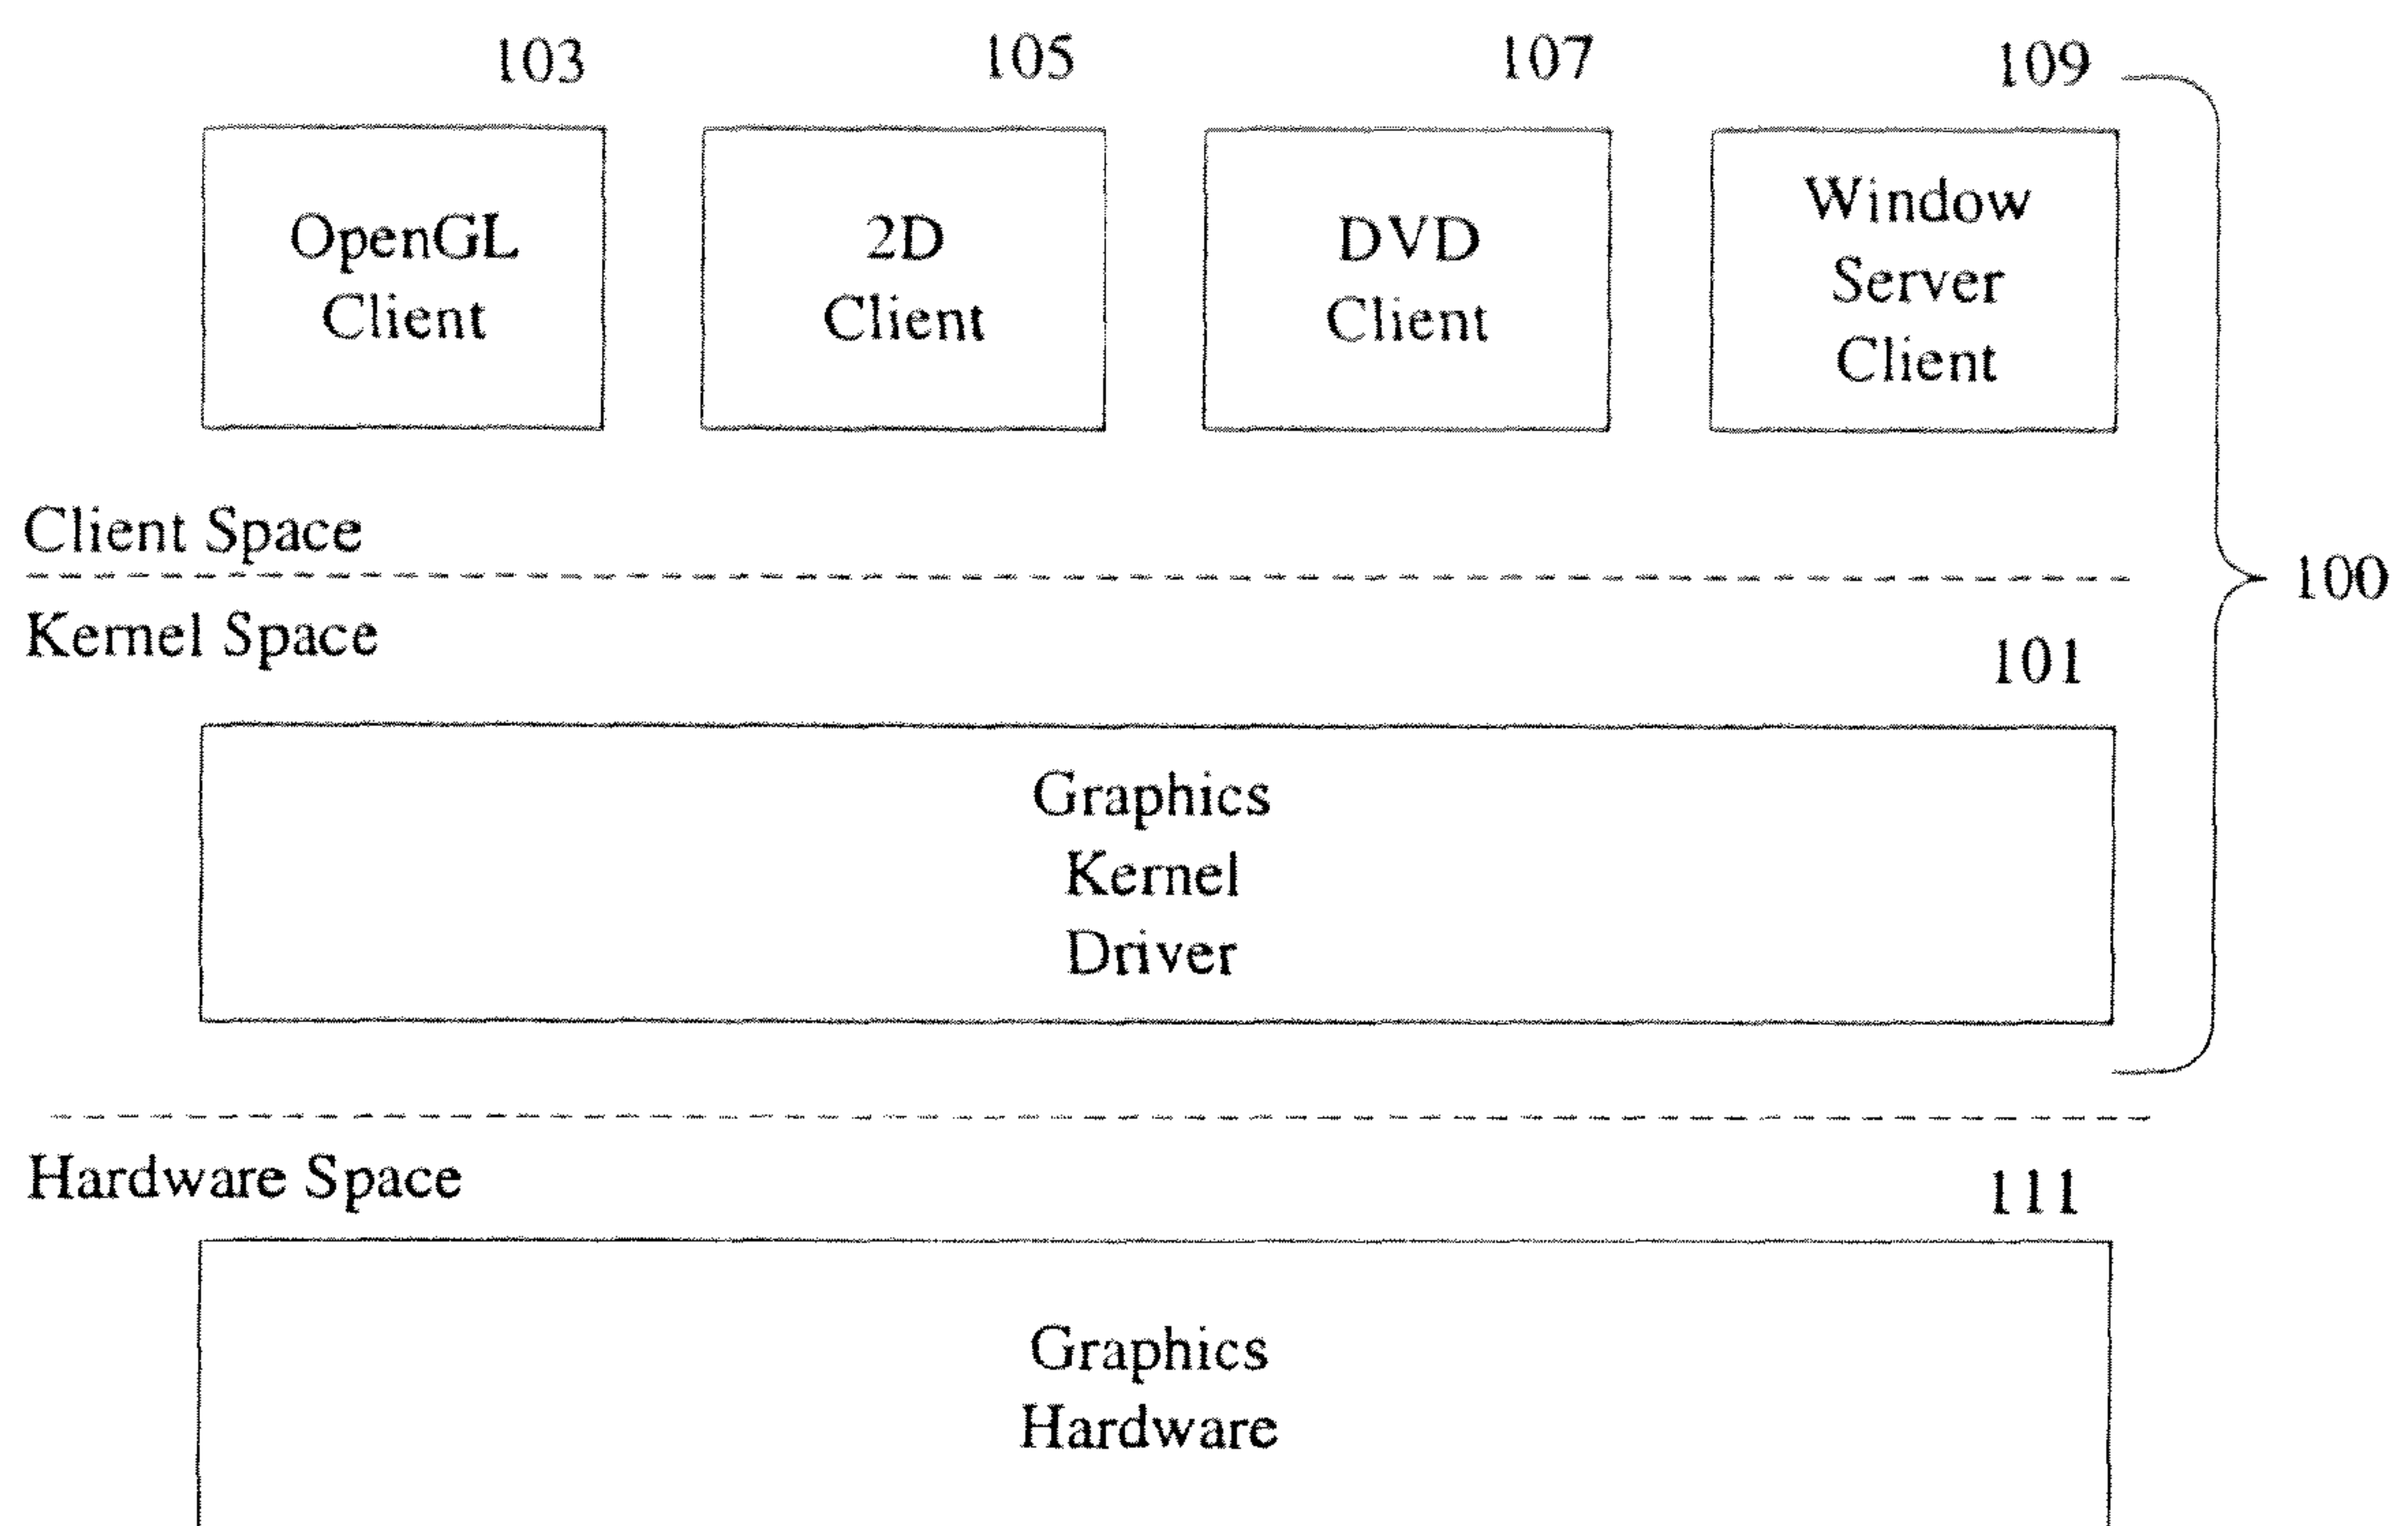 103
105
107
109
OpenGL
Client
2D
Client
DVD
Client
Window
Server
Client
Client Space
100
Kernel Space
101
Graphics
Kernel
Driver
Hardware Space
111
Graphics
Hardware